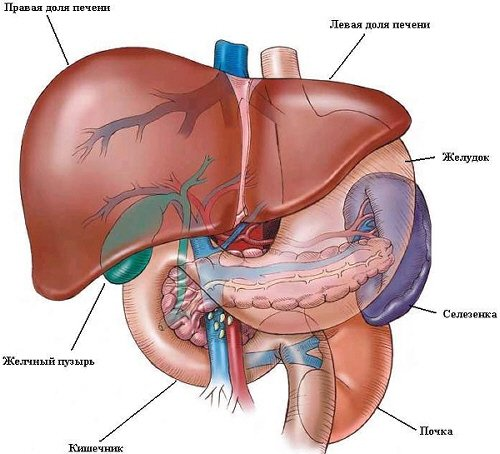 Правая доля печени
Левая доля печени
Желудок
Селезенка
Желчный пузырь
Почка
Кишечник